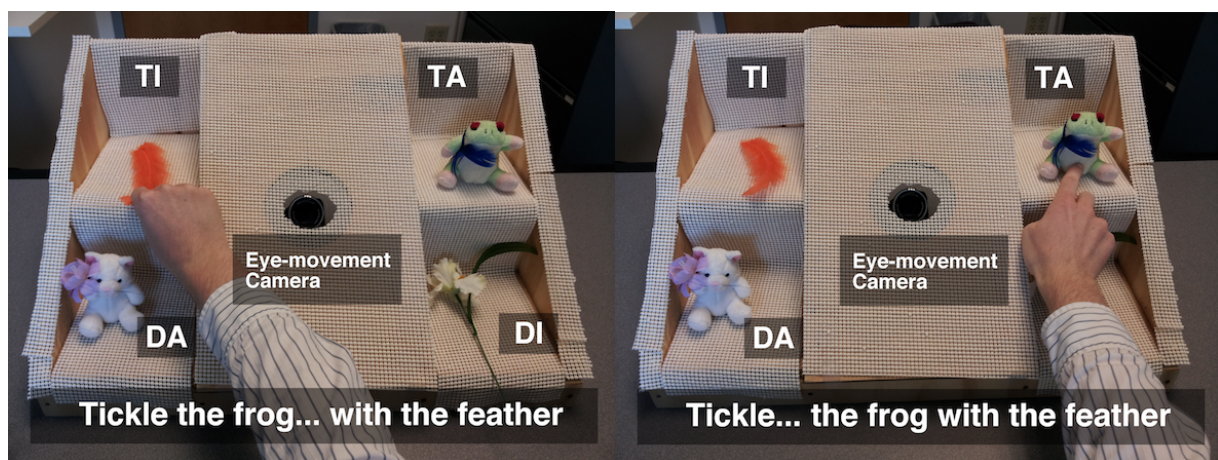 TI
TA
Eye-movement
Camera
DA
DI
Tickle the frog... with the feather
TI
TA
Eye-movement
Camera
DA
Tickle... the frog with the feather